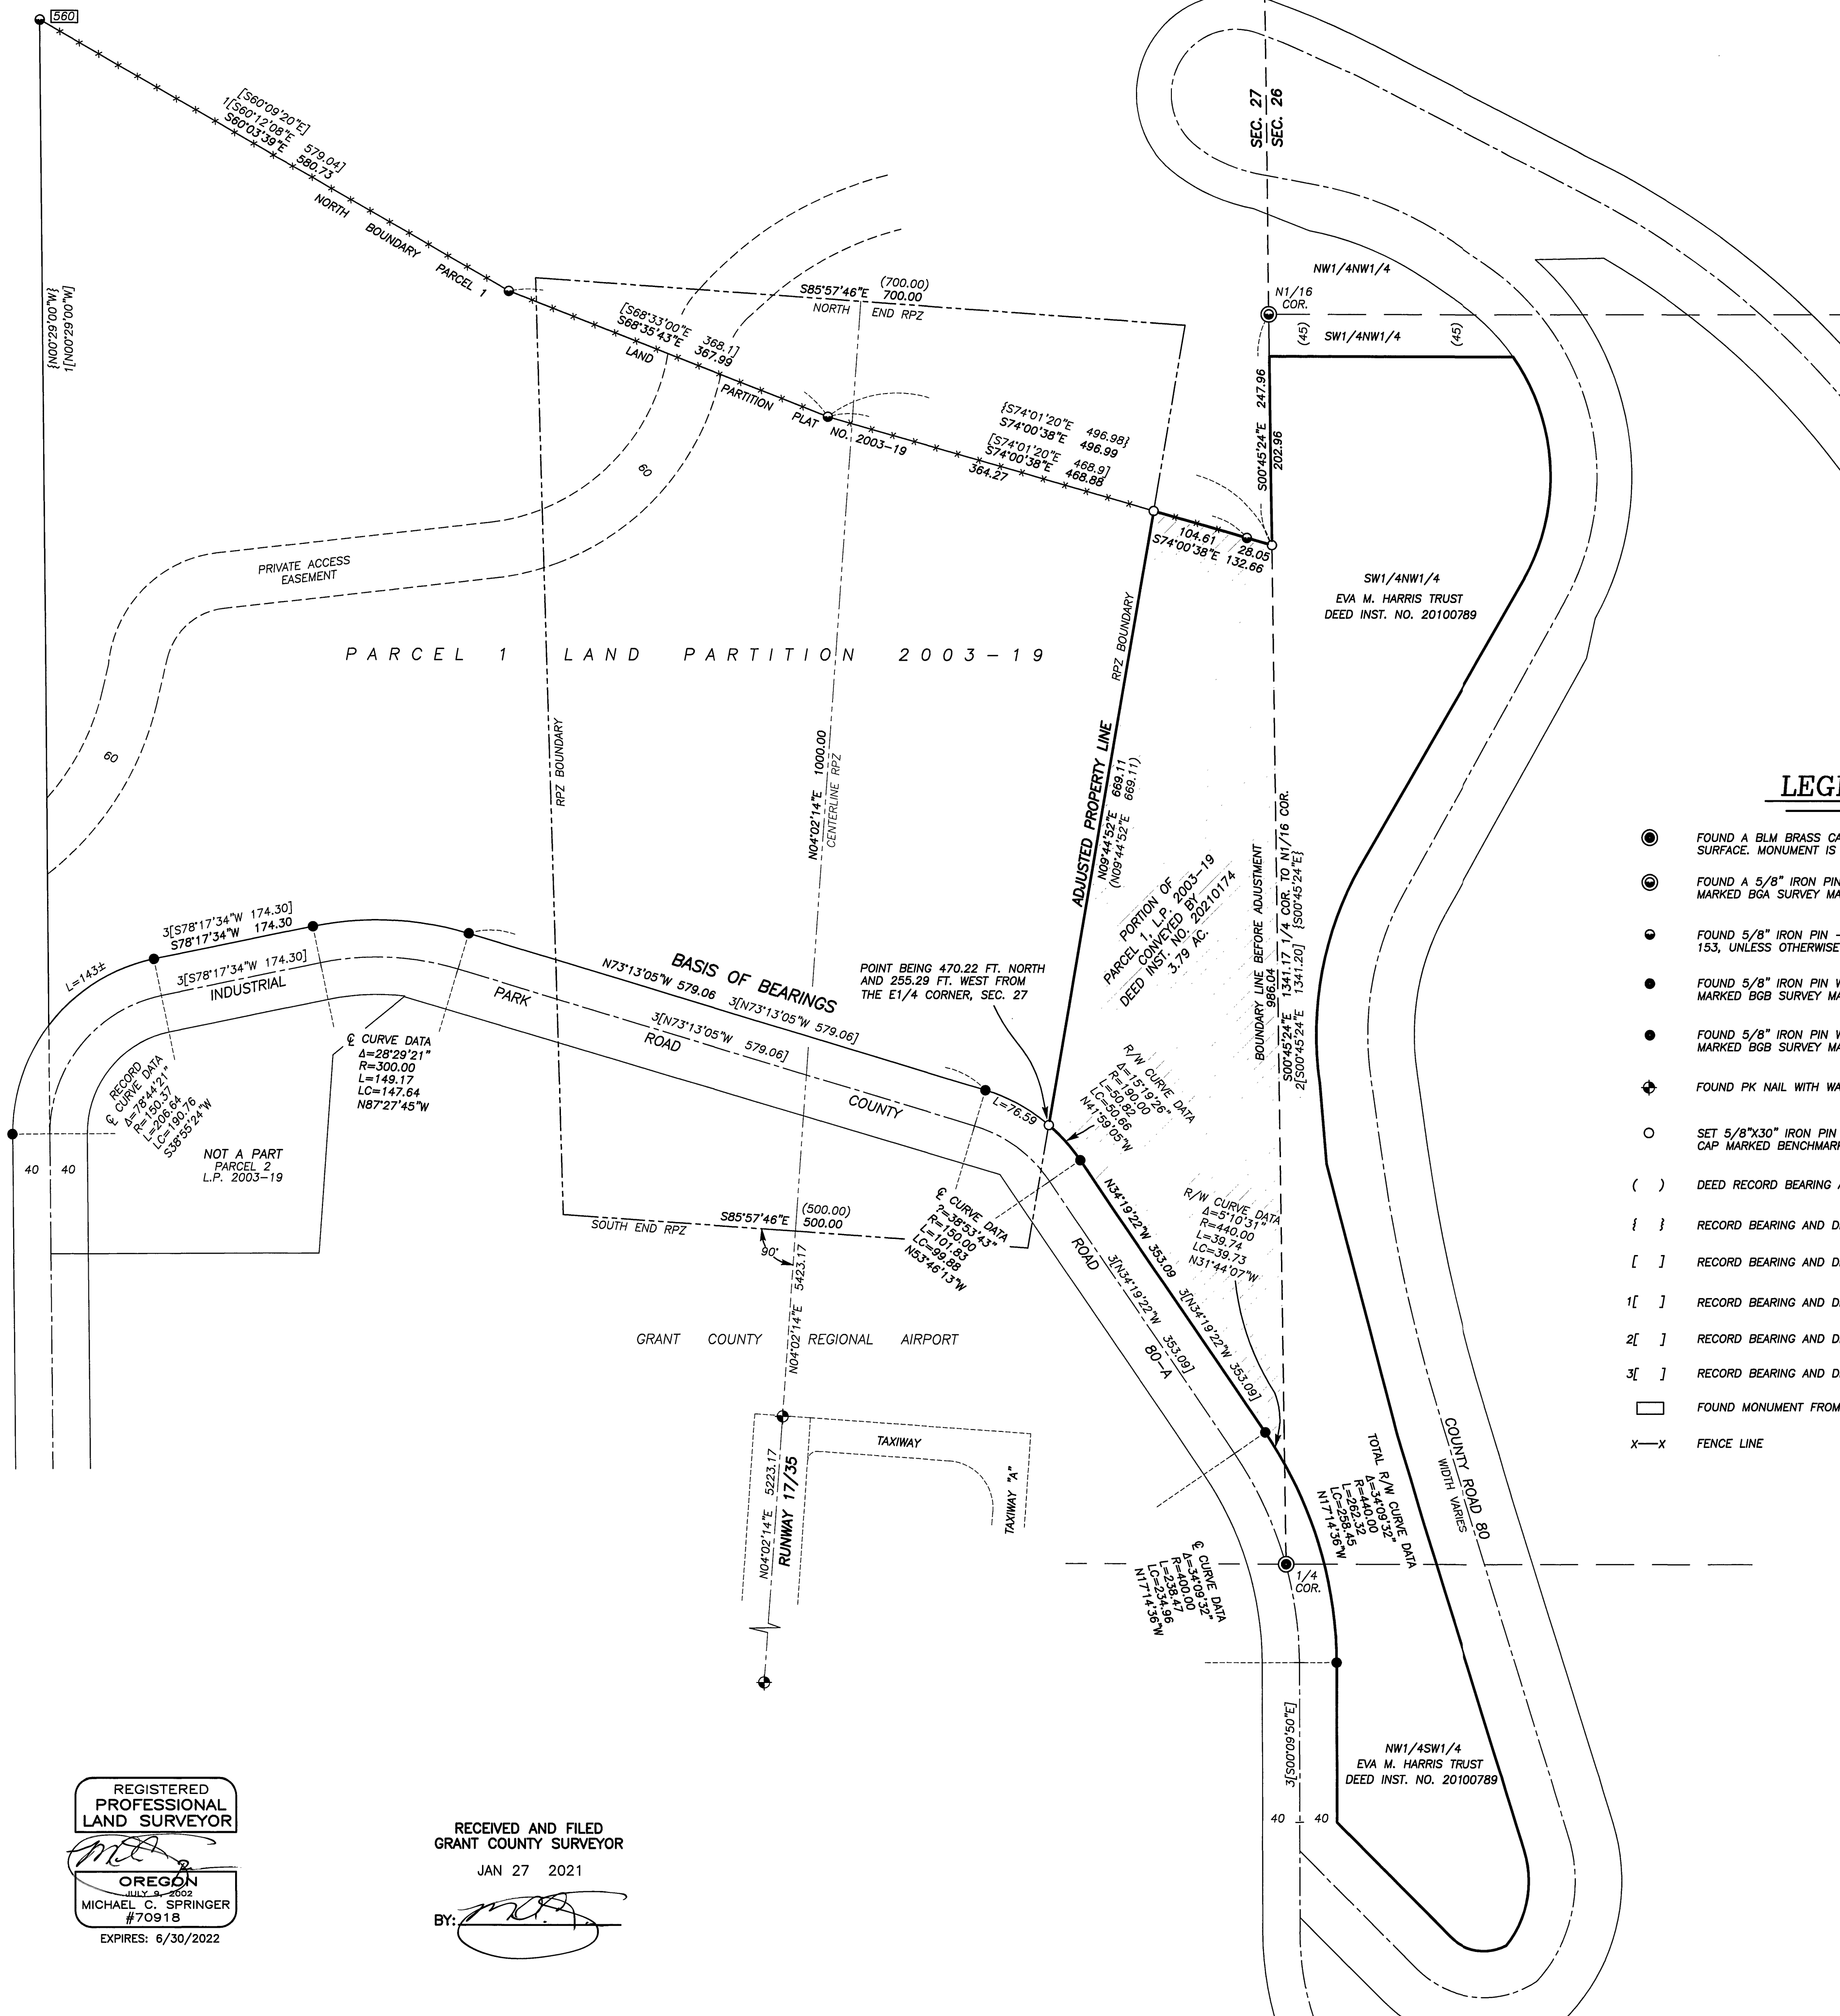 560
[S60°09'20"E]
1[S60°12'08"E 579.04]
S60°03'39"E 580.73
NORTH BOUNDARY PARCEL 1
{N00°29'00"W}
1[N00°29'00"W]
[S68°33'00"E 368.1]
S68°35'43"E 367.99
LAND PARTITION PLAT NO. 2003-19
(700.00)
S85°57'46"E 700.00
NORTH END RPZ
{S74°01'20"E 496.98}
S74°00'38"E 496.99
[S74°01'20"E 468.9]
S74°00'38"E 468.88
364.27
104.61
28.05
S74°00'38"E 132.66
SEC. 27
SEC. 26
NW1/4NW1/4
N1/16
COR.
(45)
SW1/4NW1/4
(45)
S00°45'24"E 247.96
202.96
60
PRIVATE ACCESS
EASEMENT
60
PARCEL 1 LAND PARTITION 2003-19
SW1/4NW1/4
EVA M. HARRIS TRUST
DEED INST. NO. 20100789
RPZ BOUNDARY
RPZ BOUNDARY
N04°02'14"E 1000.00
CENTERLINE RPZ
ADJUSTED PROPERTY LINE
N09°44'52"E 669.11
(N09°44'52"E 669.11)
PORTION OF
PARCEL 1, L.P. 2003-19
CONVEYED BY
DEED INST. NO. 20210174
3.79 AC.
BOUNDARY LINE BEFORE ADJUSTMENT
986.04
S00°45'24"E 1341.17 1/4 COR. TO N1/16 COR.
2[S00°45'24"E 1341.20] {S00°45'24"E}
LEGE
FOUND A BLM BRASS CA
SURFACE. MONUMENT IS
FOUND A 5/8" IRON PIN
MARKED BGA SURVEY MA
FOUND 5/8" IRON PIN -
153, UNLESS OTHERWISE
FOUND 5/8" IRON PIN W
MARKED BGB SURVEY MA
FOUND 5/8" IRON PIN W
MARKED BGB SURVEY MA
FOUND PK NAIL WITH WA
SET 5/8"X30" IRON PIN
CAP MARKED BENCHMARK
( ) DEED RECORD BEARING A
{ } RECORD BEARING AND DI
[ ] RECORD BEARING AND DI
1[ ] RECORD BEARING AND DI
2[ ] RECORD BEARING AND DI
3[ ] RECORD BEARING AND DI
FOUND MONUMENT FROM
X—X FENCE LINE
L=143±
3[S78°17'34"W 174.30]
S78°17'34"W 174.30
3[S78°17'34"W 174.30]
INDUSTRIAL PARK ROAD COUNTY ROAD 80-A
BASIS OF BEARINGS
N73°13'05"W 579.06 3[N73°13'05"W 579.06]
3[N73°13'05"W 579.06]
POINT BEING 470.22 FT. NORTH
AND 255.29 FT. WEST FROM
THE E1/4 CORNER, SEC. 27
℄ CURVE DATA
Δ=28°29'21"
R=300.00
L=149.17
LC=147.64
N87°27'45"W
RECORD
℄ CURVE DATA
Δ=78°44'21"
R=150.37
L=206.64
LC=190.76
S38°55'24"W
40 40
NOT A PART
PARCEL 2
L.P. 2003-19
L=76.59
R/W CURVE DATA
Δ=15°19'26"
R=190.00
L=50.82
LC=50.66
N41°59'05"W
℄ CURVE DATA
?=38°53'43"
R=150.00
L=101.83
LC=99.88
N53°46'13"W
N34°19'22"W 353.09
3[N34°19'22"W 353.09]
3[N34°19'22"W 353.09]
R/W CURVE DATA
Δ=5°10'31"
R=440.00
L=39.74
LC=39.73
N31°44'07"W
SOUTH END RPZ
S85°57'46"E
(500.00)
500.00
90°
N04°02'14"E 5423.17
GRANT COUNTY REGIONAL AIRPORT
TAXIWAY
TAXIWAY "A"
N04°02'14"E 5223.17
RUNWAY 17/35
TOTAL R/W CURVE DATA
Δ=34°09'32"
R=440.00
L=262.32
LC=258.45
N17°14'36"W
COUNTY ROAD 80
WIDTH VARIES
℄ CURVE DATA
Δ=34°09'32"
R=400.00
L=238.47
LC=234.96
N17°14'36"W
1/4
COR.
3[S00°09'50"E]
40 40
NW1/4SW1/4
EVA M. HARRIS TRUST
DEED INST. NO. 20100789
REGISTERED
PROFESSIONAL
LAND SURVEYOR
OREGON
JULY 9, 2002
MICHAEL C. SPRINGER
#70918
EXPIRES: 6/30/2022
RECEIVED AND FILED
GRANT COUNTY SURVEYOR
JAN 27 2021
BY: